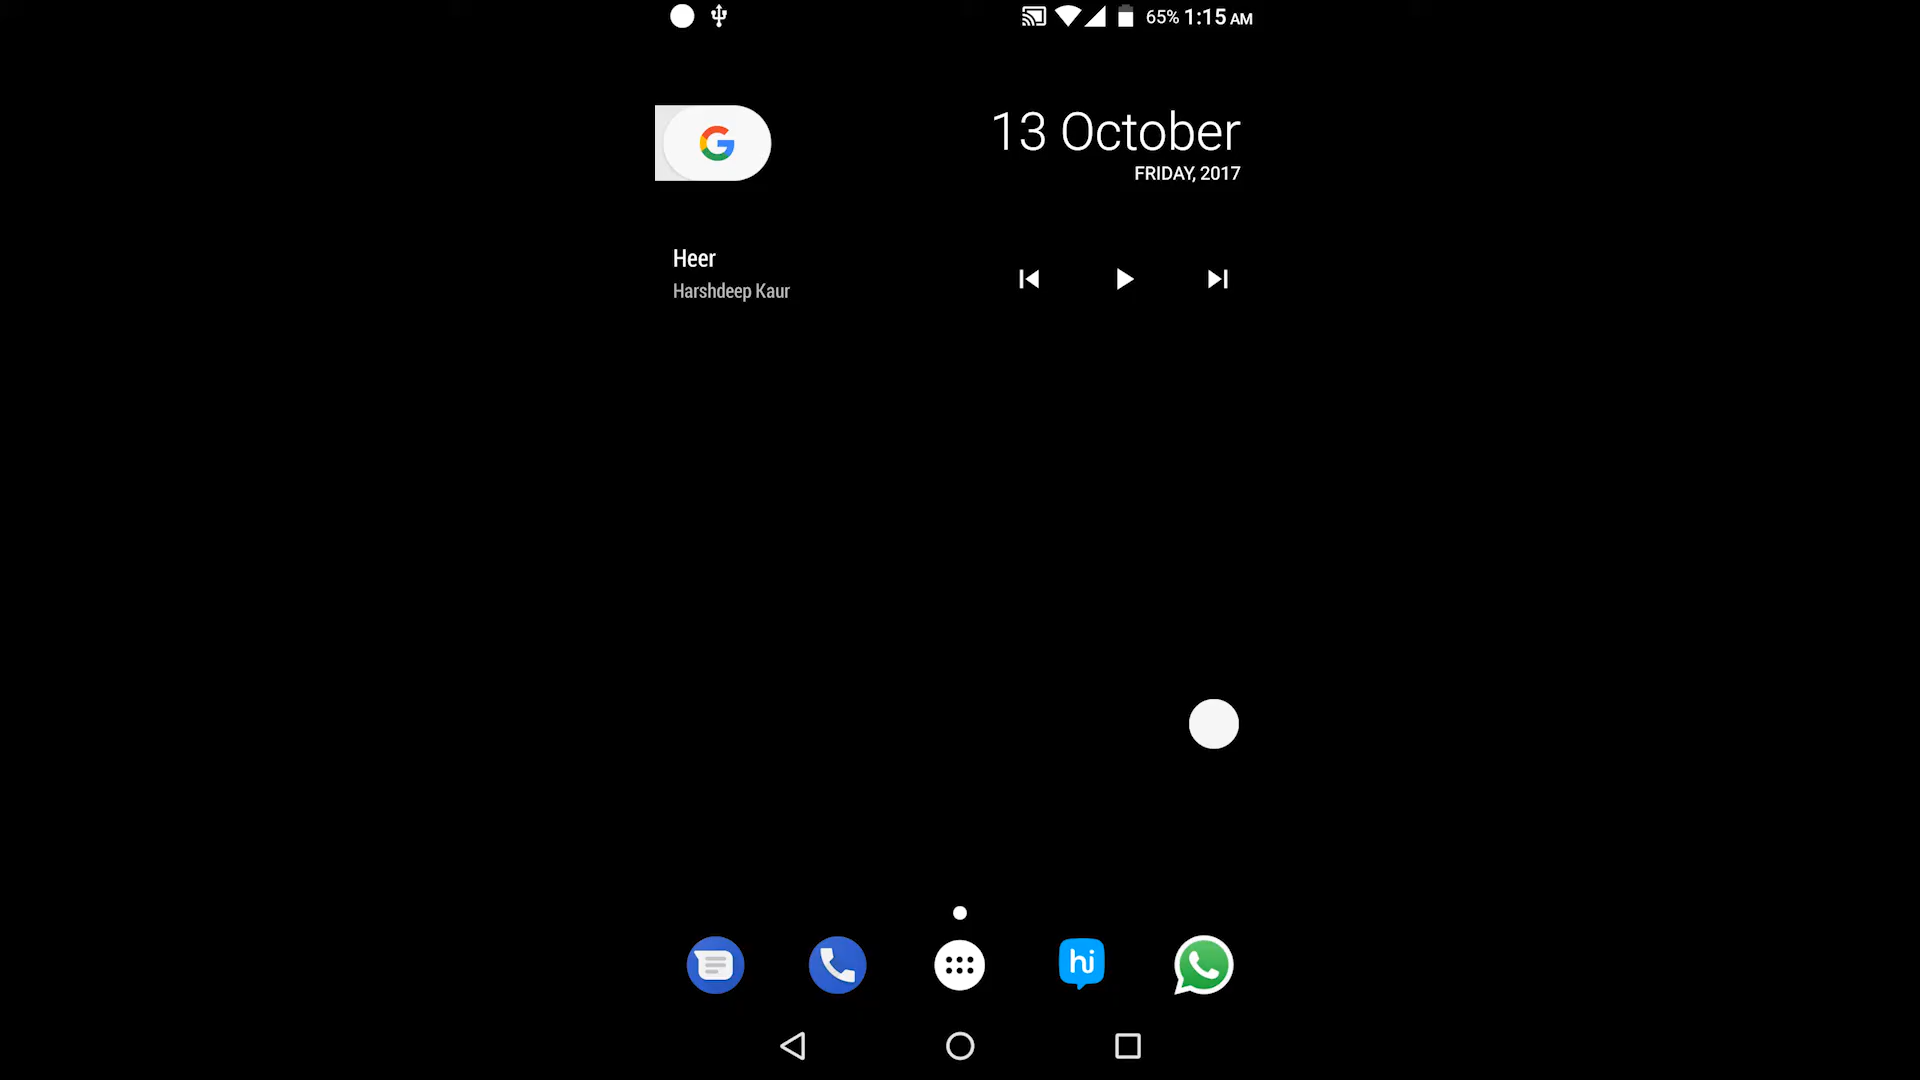 65% 1:15 AM
G
13 October
FRIDAY, 2017
Heer
Harshdeep Kaur
hi